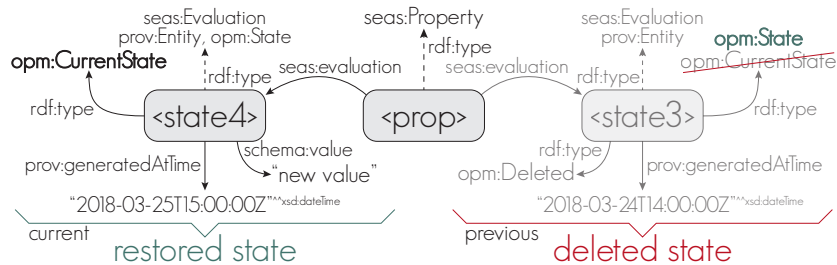 seas:Evaluation
prov:Entity, opm:State
seas:Property
seas:Evaluation
prov:Entity
opm:State
opm:CurrentState
opm:CurrentState
rdf:type
rdf:type
seas:evaluation
seas:evaluation
rdf:type
rdf:type
<state4>
<prop>
<state3>
rdf:type
rdf:type
prov:generatedAtTime
schema:value
"new value"
rdf:type
opm:Deleted
prov:generatedAtTime
"2018-03-25T15:00:00Z"^^xsd:dateTime
"2018-03-24T14:00:00Z"^^xsd:dateTime
current
restored state
previous
deleted state